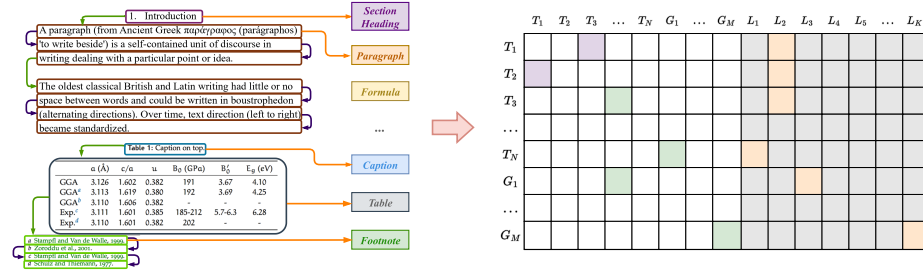 1. Introduction
A paragraph (from Ancient Greek παράγραφος (parágraphos)
'to write beside') is a self-contained unit of discourse in
writing dealing with a particular point or idea.
The oldest classical British and Latin writing had little or no
space between words and could be written in boustrophedon
(alternating directions). Over time, text direction (left to right)
became standardized.
Table 1: Caption on top.
a (Å) c/a u B₀ (GPa) B₀′ E_g (eV)
GGA 3.126 1.602 0.382 191 3.67 4.10
GGAᵃ 3.113 1.619 0.380 192 3.69 4.25
GGAᵇ 3.110 1.606 0.382 - - -
Exp.ᶜ 3.111 1.601 0.385 185-212 5.7-6.3 6.28
Exp.ᵈ 3.110 1.601 0.382 202 - -
a Stampfl and Van de Walle, 1999.
b Zoroddu et al., 2001.
c Stampfl and Van de Walle, 1999.
d Schulz and Thiemann, 1977.
Section
Heading
Paragraph
Formula
...
Caption
Table
Footnote
T₁ T₂ T₃ … T_N G₁ … G_M L₁ L₂ L₃ L₄ L₅ … L_K
T₁
T₂
T₃
…
T_N
G₁
…
G_M